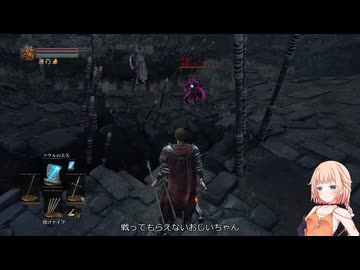 ソウルの太矢
投げナイフ
戦ってもらえないおじいちゃん